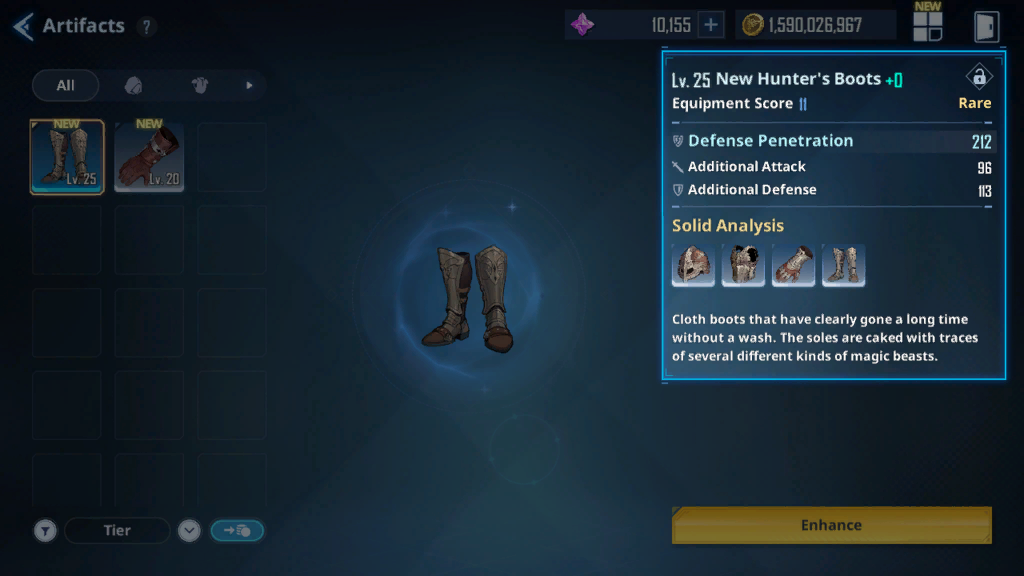 Artifacts ?
10,155 +
1,590,026,967
NEW
All
NEW
Lv. 25
NEW
Lv. 20
Lv. 25 New Hunter's Boots +0
Equipment Score 11
Rare
Defense Penetration 212
Additional Attack 96
Additional Defense 113
Solid Analysis
Cloth boots that have clearly gone a long time
without a wash. The soles are caked with traces
of several different kinds of magic beasts.
Tier
Enhance